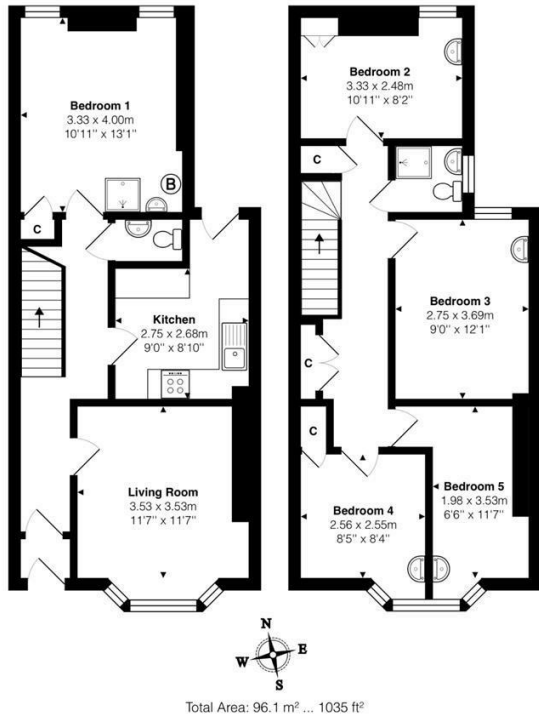 Bedroom 1
3.33 x 4.00m
10'11'' x 13'1''
B
C
Kitchen
2.75 x 2.68m
9'0'' x 8'10''
Living Room
3.53 x 3.53m
11'7'' x 11'7''
Bedroom 2
3.33 x 2.48m
10'11'' x 8'2''
C
Bedroom 3
2.75 x 3.69m
9'0'' x 12'1''
C
C
Bedroom 5
1.98 x 3.53m
6'6'' x 11'7''
Bedroom 4
2.56 x 2.55m
8'5'' x 8'4''
N
W E
S
Total Area: 96.1 m² ... 1035 ft²